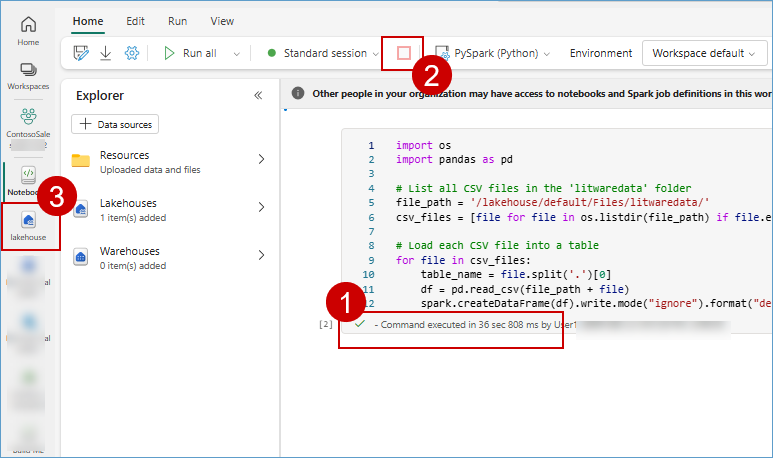 Home
Edit
Run
View
Home
Run all
Standard session
PySpark (Python)
Environment
Workspace default
2
Workspaces
ContosoSale
Explorer
Data sources
Resources
Uploaded data and files
Lakehouses
1 item(s) added
Warehouses
0 item(s) added
3
lakehouse
Other people in your organization may have access to notebooks and Spark job definitions in this
1 import os
2 import pandas as pd
3
4 # List all CSV files in the 'litwaredata' folder
5 file_path = '/lakehouse/default/Files/litwaredata/'
6 csv_files = [file for file in os.listdir(file_path) if file.e
7
8 # Load each CSV file into a table
9 for file in csv_files:
10 table_name = file.split('.')[0]
11 df = pd.read_csv(file_path + file)
12 spark.createDataFrame(df).write.mode("ignore").format("de
1
[2] - Command executed in 36 sec 808 ms by User1